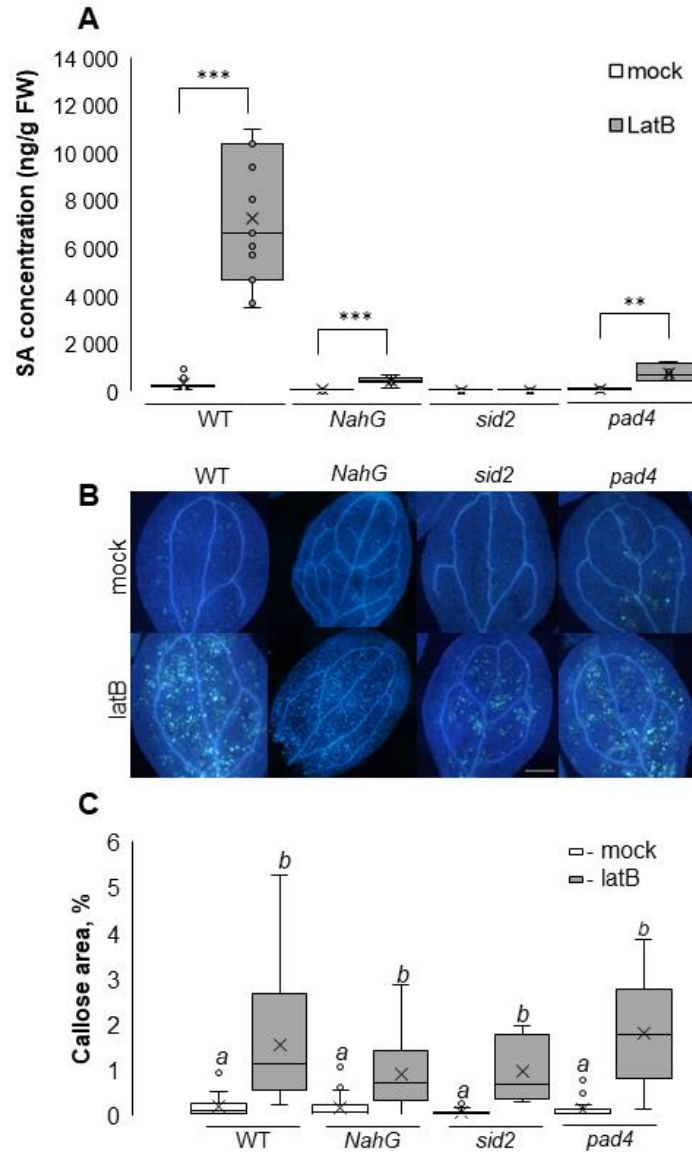 A
SA concentration (ng/g FW)
14 000
12 000
10 000
8 000
6 000
4 000
2 000
0
***
***
**
mock
LatB
WT NahG sid2 pad4
B
WT NahG sid2 pad4
mock
latB
C
Callose area, %
6
5
4
3
2
1
0
- mock
- latB
a b a b a b a b
WT NahG sid2 pad4